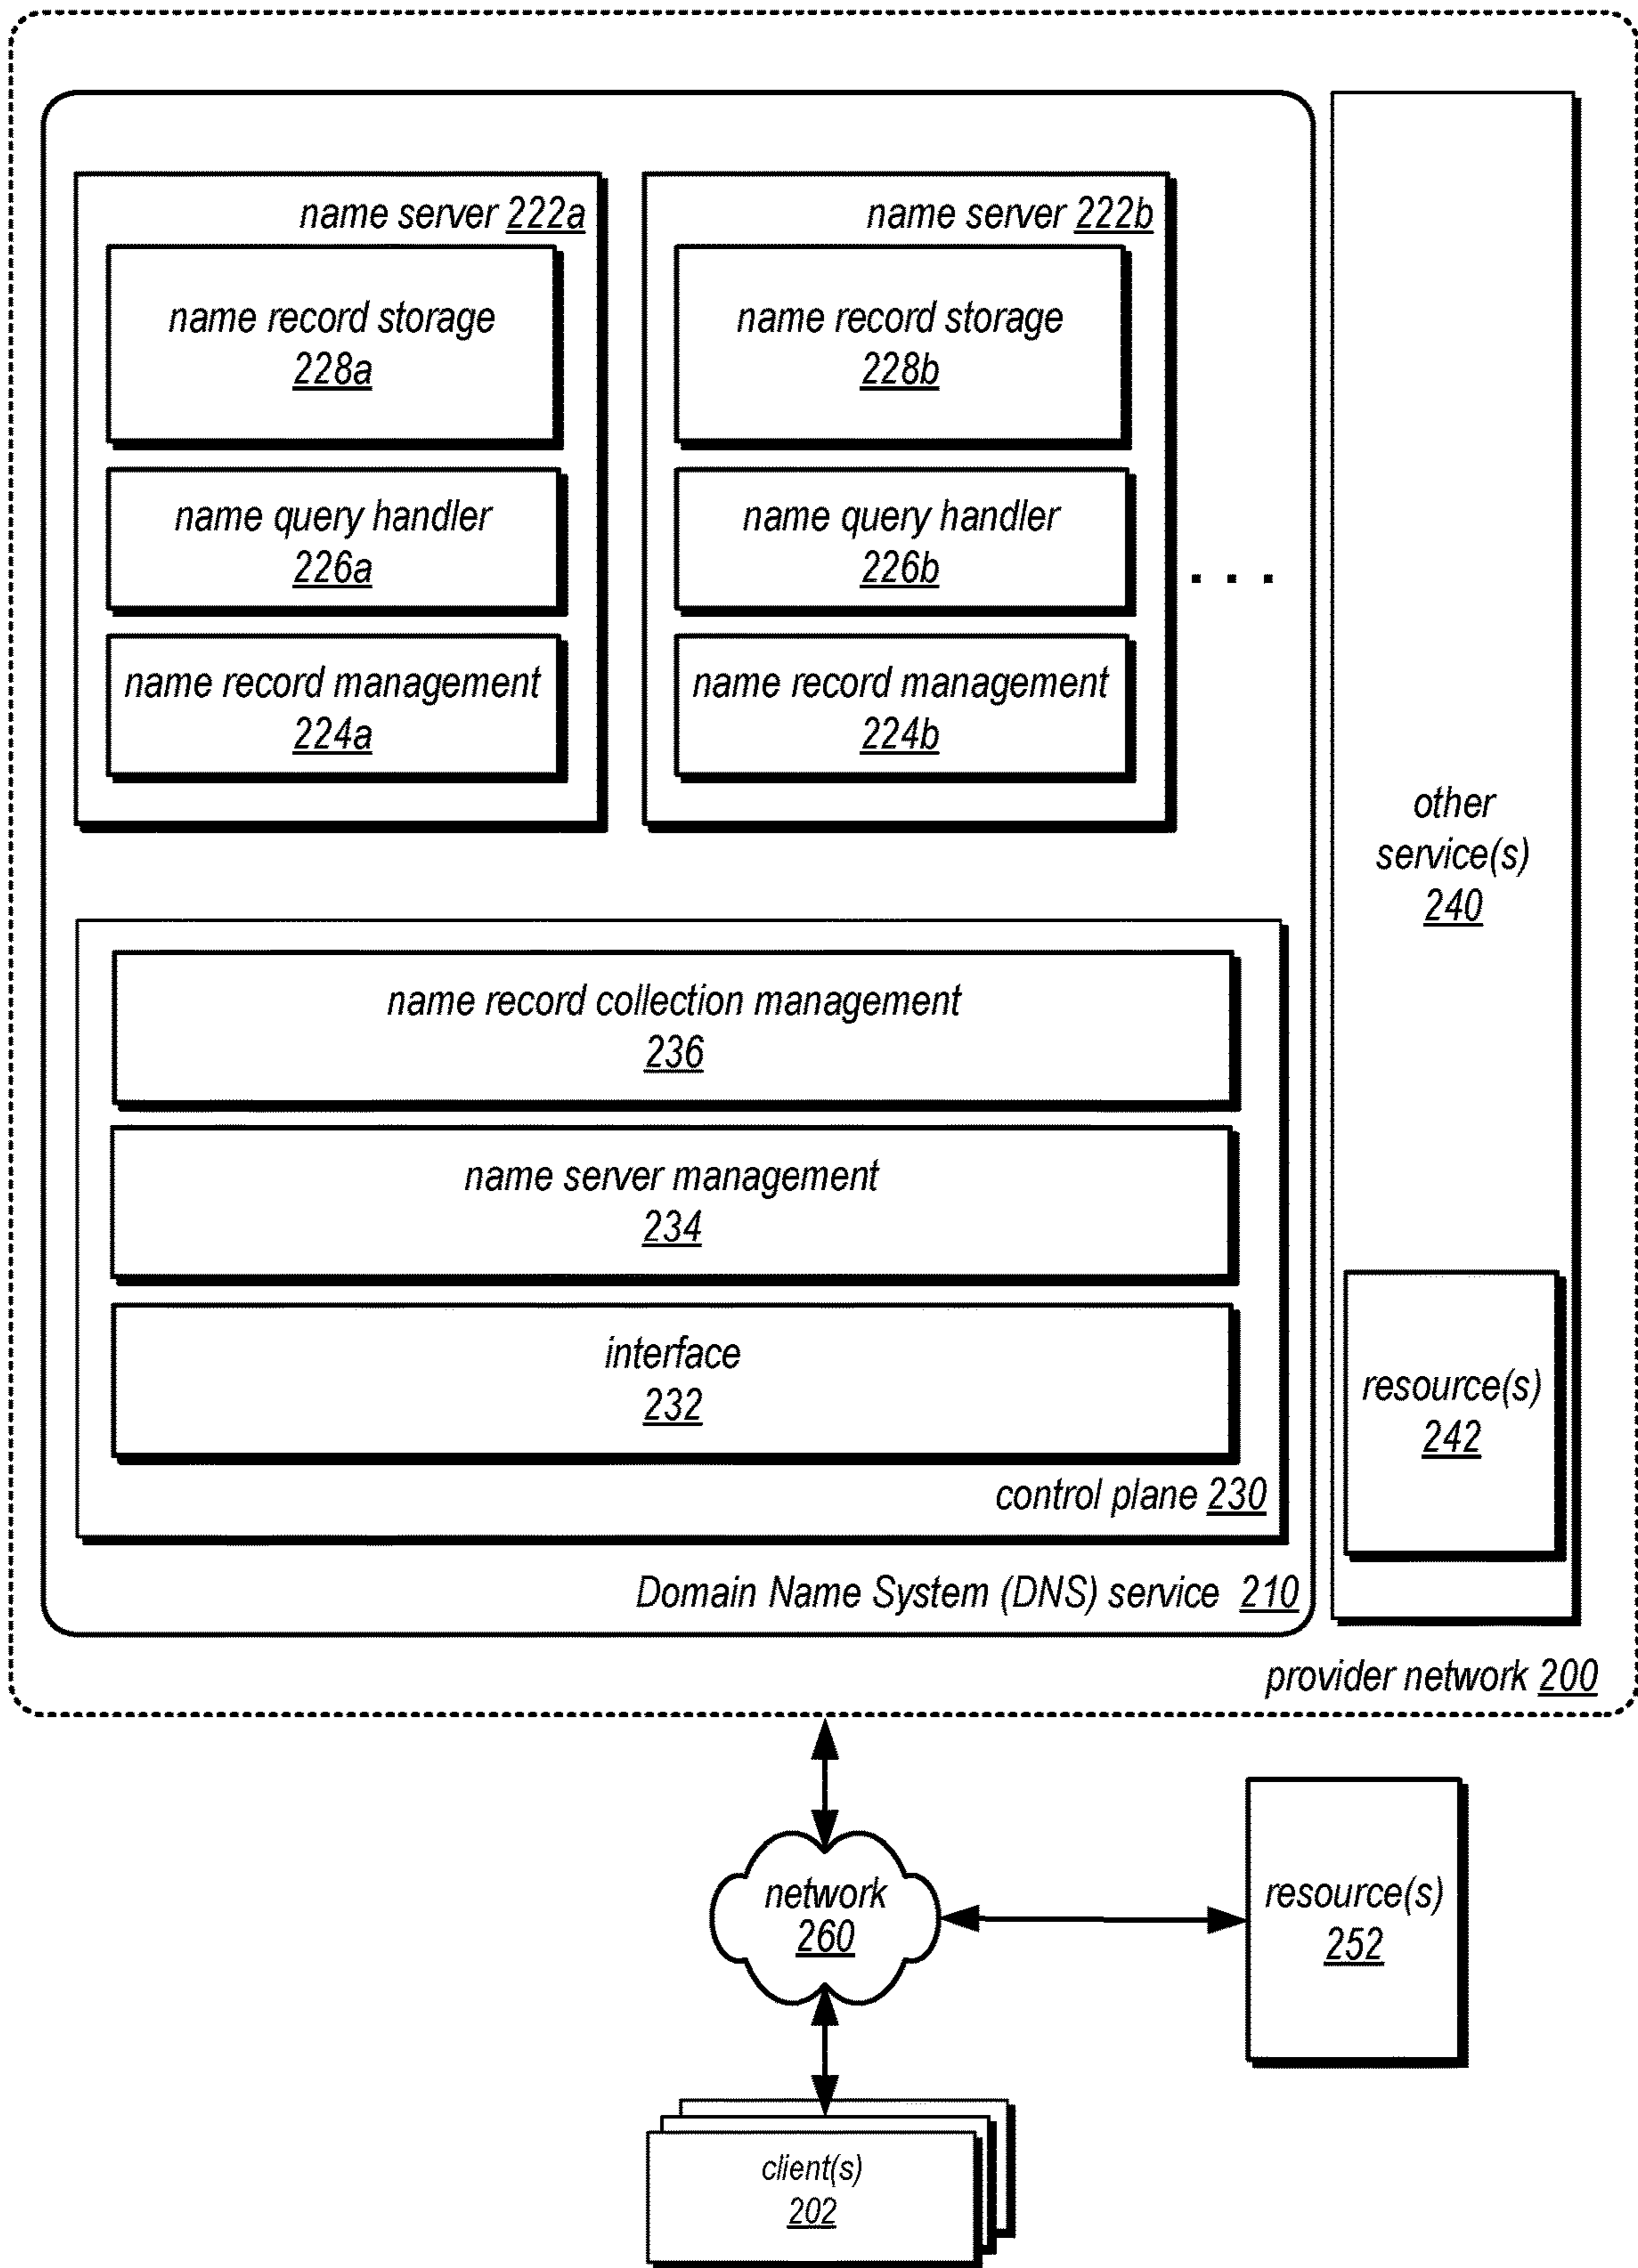 name server 222a
name record storage
228a
name query handler
226a
name record management
224a
name server 222b
name record storage
228b
name query handler
226b
name record management
224b
. . .
other
service(s)
240
resource(s)
242
name record collection management
236
name server management
234
interface
232
control plane 230
Domain Name System (DNS) service 210
provider network 200
network
260
resource(s)
252
client(s)
202